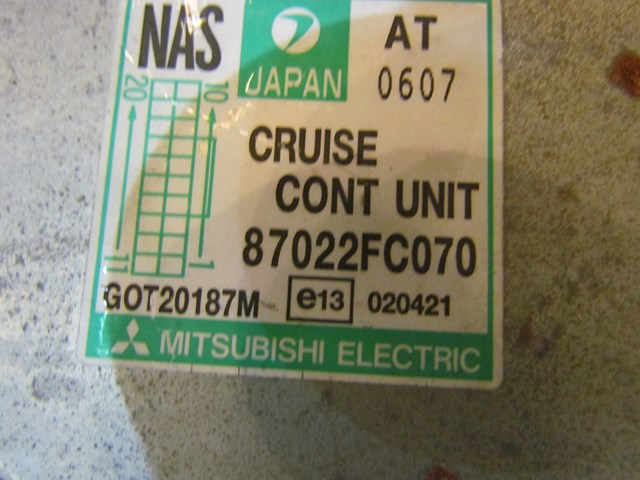 NAS
JAPAN
AT
0607
20
10
CRUISE
CONT UNIT
11
1
87022FC070
GOT20187M
e13
020421
MITSUBISHI ELECTRIC